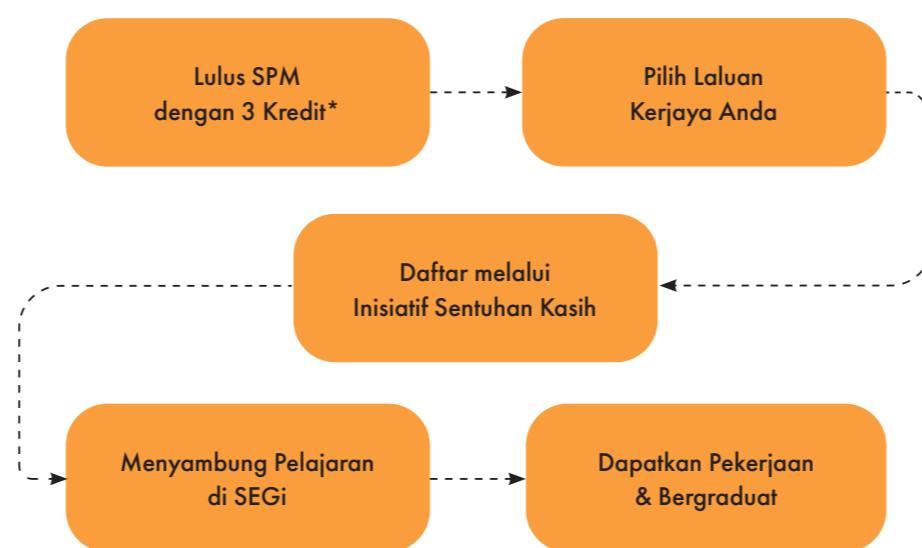 Lulus SPM
dengan 3 Kredit*
Pilih Laluan
Kerjaya Anda
Daftar melalui
Inisiatif Sentuhan Kasih
Menyambung Pelajaran
di SEGi
Dapatkan Pekerjaan
& Bergraduat